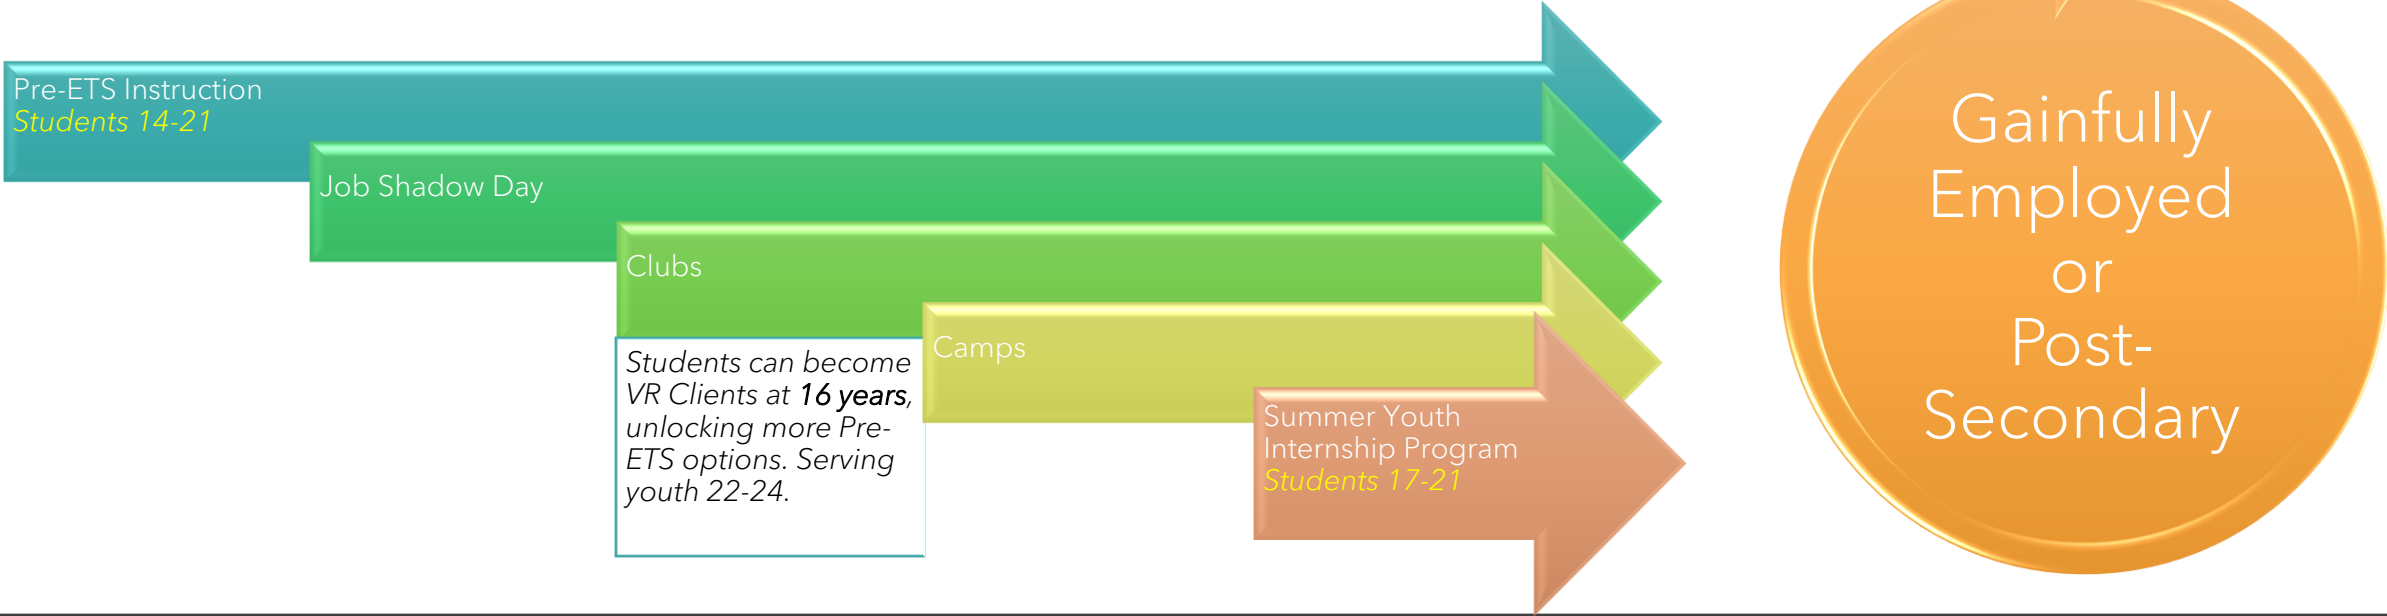 Pre-ETS Instruction
Students 14-21
Job Shadow Day
Clubs
Students can become
VR Clients at 16 years,
unlocking more Pre-
ETS options. Serving
youth 22-24.
Camps
Summer Youth
Internship Program
Students 17-21
Gainfully
Employed
or
Post-
Secondary